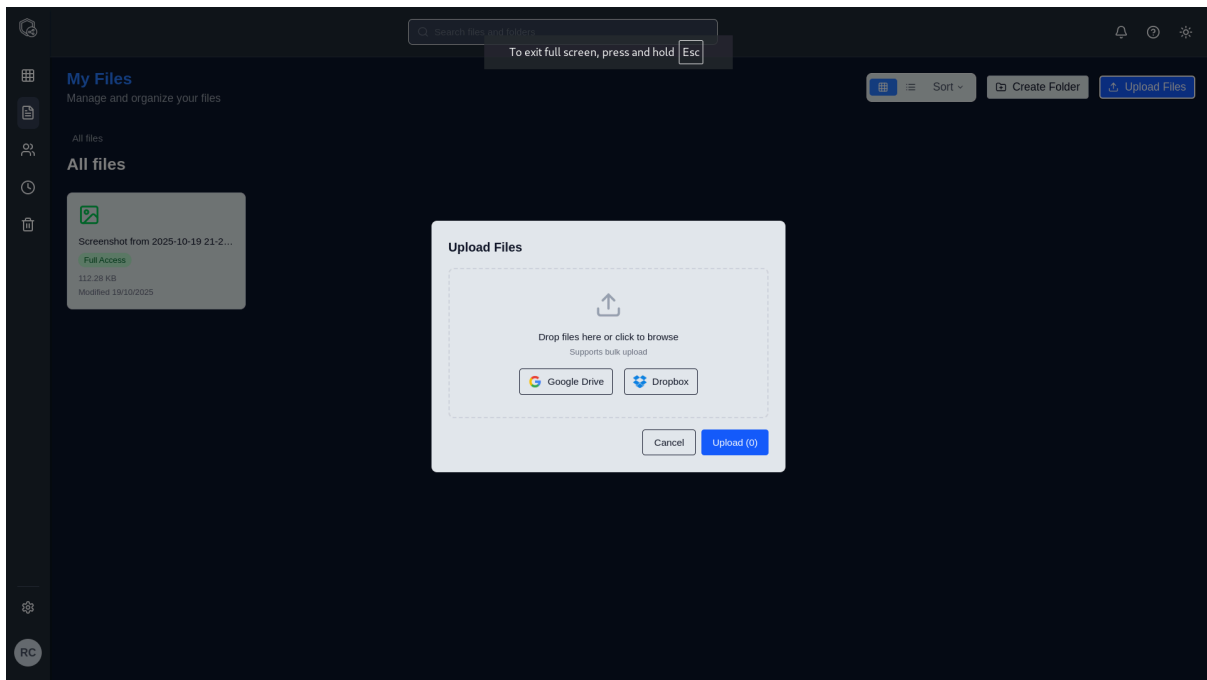 Search files and folders
To exit full screen, press and hold Esc
My Files
Manage and organize your files
Sort
Create Folder
Upload Files
All files
All files
Screenshot from 2025-10-19 21-2...
Full Access
112.28 KB
Modified 19/10/2025
Upload Files
Drop files here or click to browse
Supports bulk upload
Google Drive
Dropbox
Cancel
Upload (0)
RC